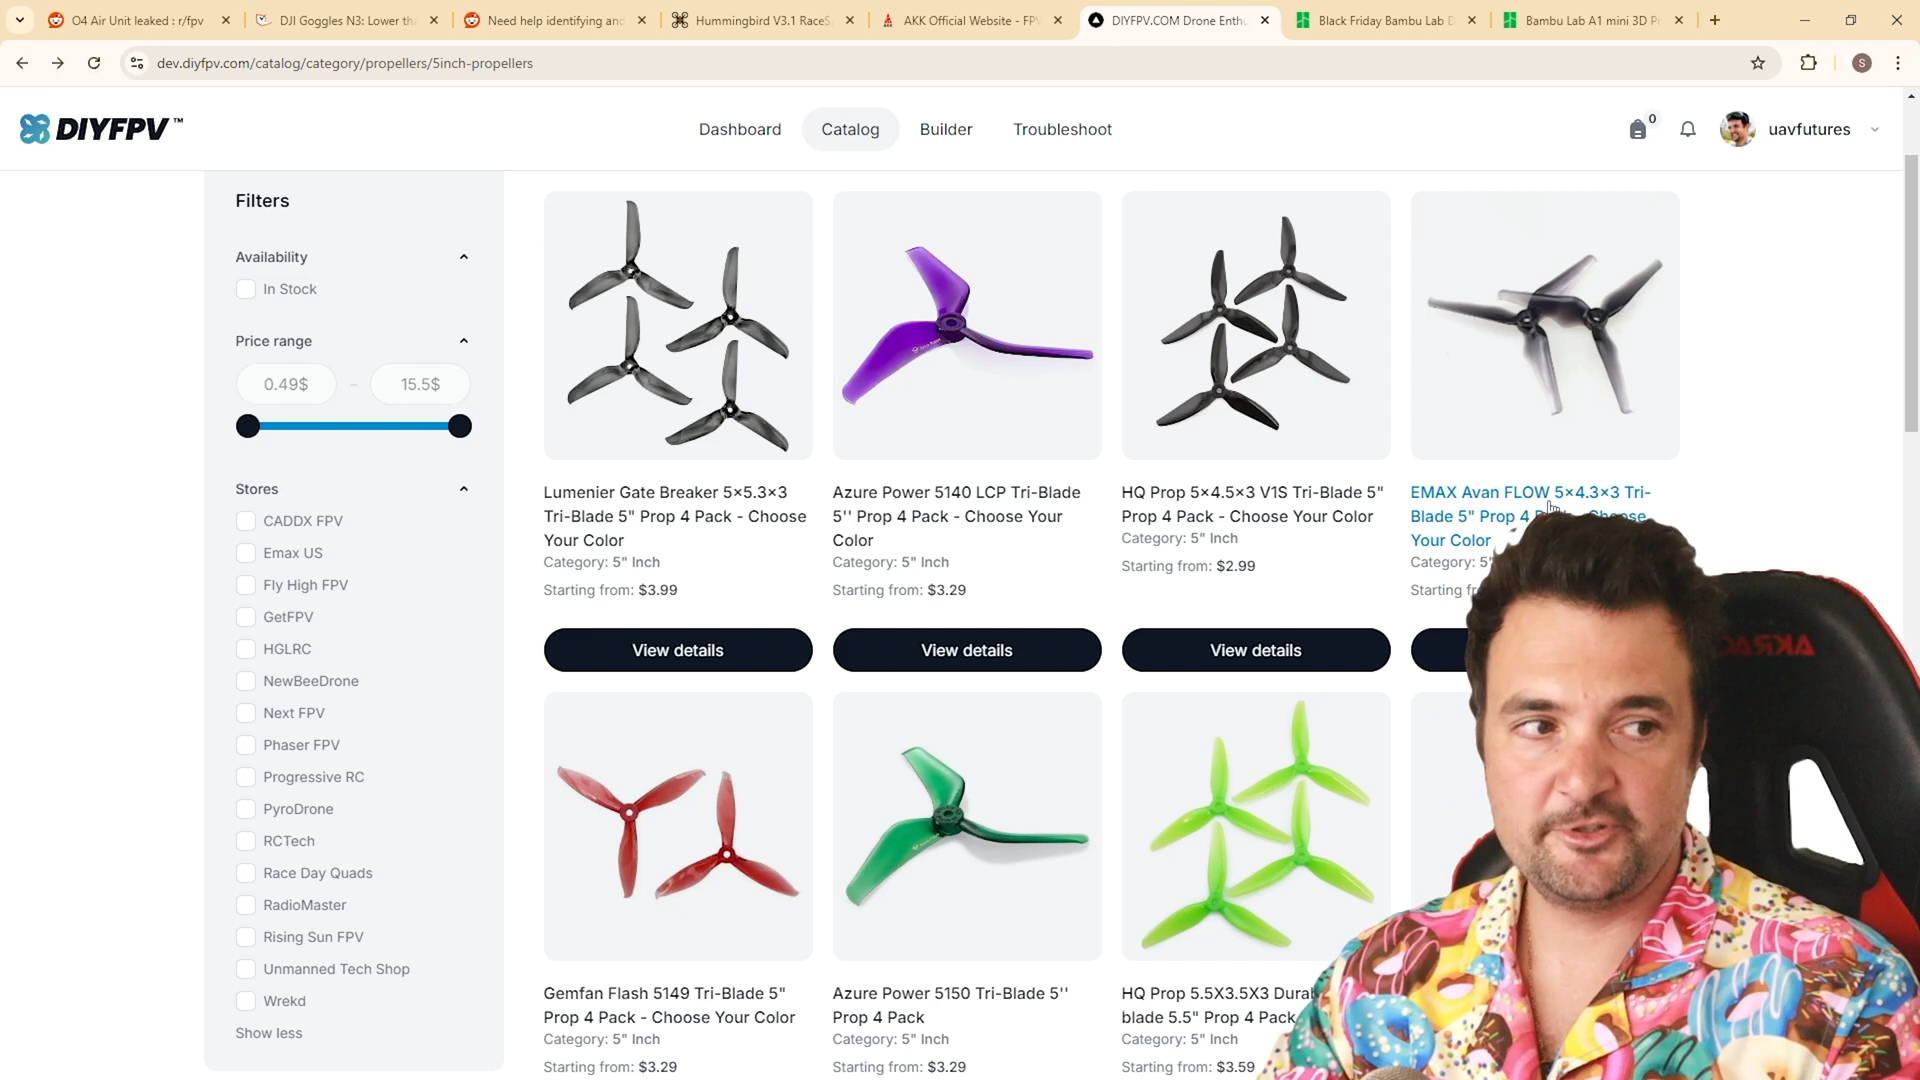 O4 Air Unit leaked : r/fpv
DJI Goggles N3: Lower tha
Need help identifying and
Hummingbird V3.1 RaceS
AKK Official Website - FPV
DIYFPV.COM Drone Enthu
Black Friday Bambu Lab D
Bambu Lab A1 mini 3D P
dev.diyfpv.com/catalog/category/propellers/5inch-propellers
S
DIYFPV ™
Dashboard
Catalog
Builder
Troubleshoot
0
uavfutures
Filters
Availability
In Stock
Price range
0.49$
–
15.5$
Stores
CADDX FPV
Emax US
Fly High FPV
GetFPV
HGLRC
NewBeeDrone
Next FPV
Phaser FPV
Progressive RC
PyroDrone
RCTech
Race Day Quads
RadioMaster
Rising Sun FPV
Unmanned Tech Shop
Wrekd
Show less
Lumenier Gate Breaker 5×5.3×3
Tri-Blade 5" Prop 4 Pack - Choose
Your Color
Category: 5" Inch
Starting from: $3.99
View details
Azure Power 5140 LCP Tri-Blade
5'' Prop 4 Pack - Choose Your
Color
Category: 5" Inch
Starting from: $3.29
View details
HQ Prop 5×4.5×3 V1S Tri-Blade 5"
Prop 4 Pack - Choose Your Color
Category: 5" Inch
Starting from: $2.99
View details
EMAX Avan FLOW 5×4.3×3 Tri-
Blade 5" Prop 4 Choose
Your Color
Category: 5"
Starting
Gemfan Flash 5149 Tri-Blade 5"
Prop 4 Pack - Choose Your Color
Category: 5" Inch
Starting from: $3.29
Azure Power 5150 Tri-Blade 5''
Prop 4 Pack
Category: 5" Inch
Starting from: $3.29
HQ Prop 5.5X3.5X3 Dura
blade 5.5" Prop 4 Pack
Category: 5" Inch
Starting from: $3.59